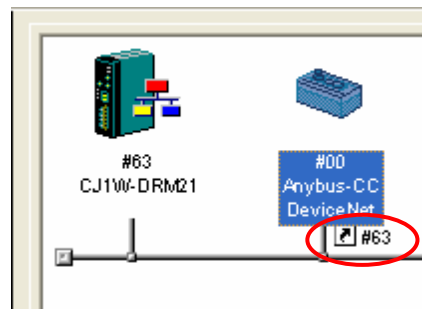 #63
CJ1W-DRM21
#00
Anybus-CC
DeviceNet
#63